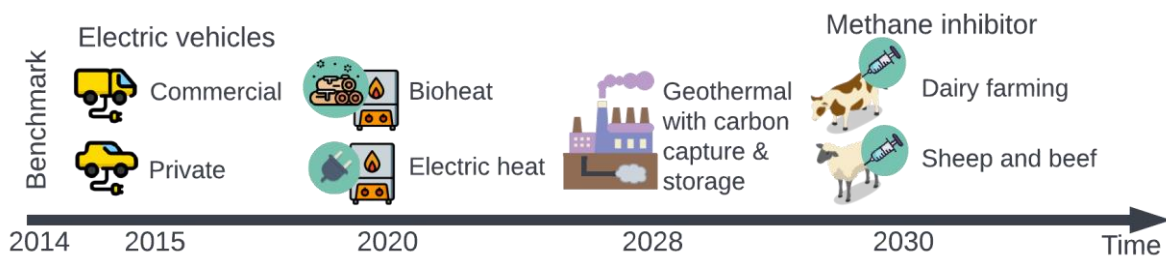 Benchmark
Electric vehicles
Commercial
Private
Bioheat
Electric heat
Geothermal
with carbon
capture &
storage
Methane inhibitor
Dairy farming
Sheep and beef
2014
2015
2020
2028
2030
Time